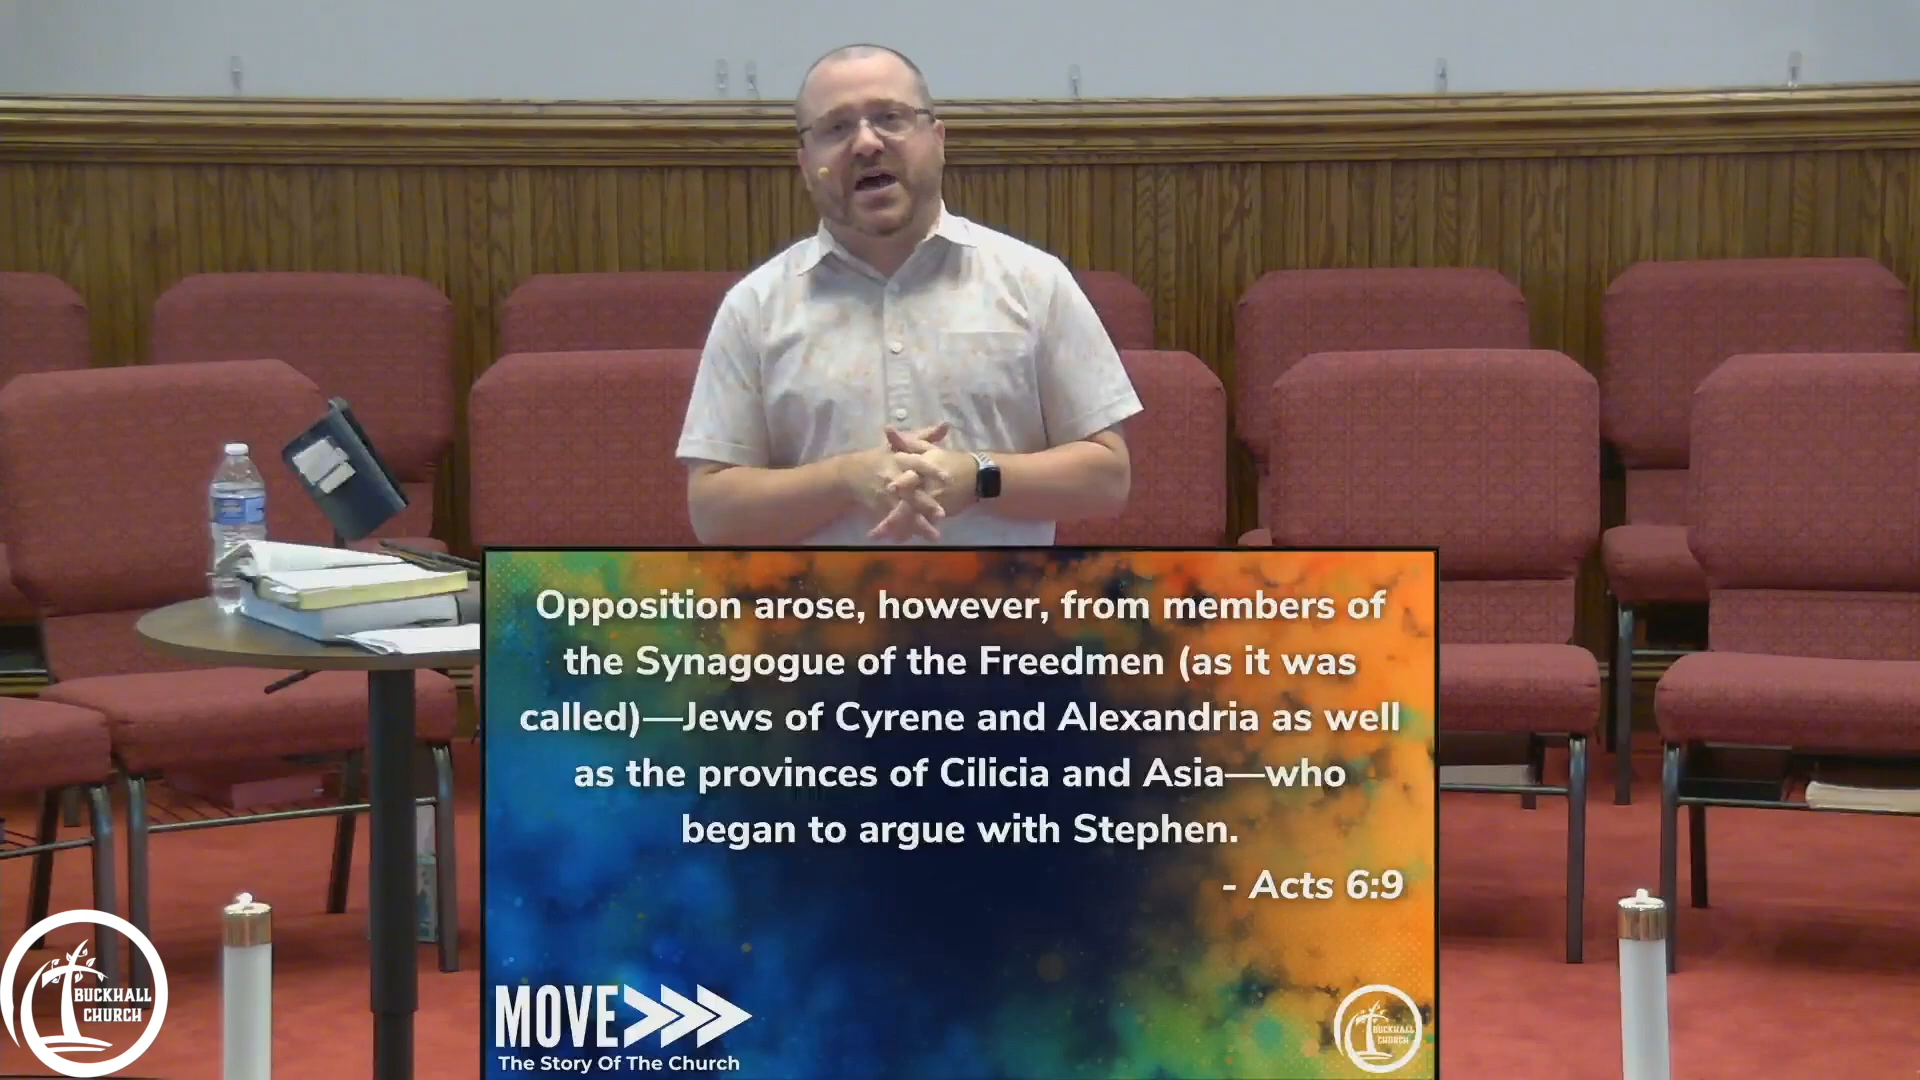 Opposition arose, however, from members of
the Synagogue of the Freedmen (as it was
called)—Jews of Cyrene and Alexandria as well
as the provinces of Cilicia and Asia—who
began to argue with Stephen.
- Acts 6:9
MOVE
The Story Of The Church
BUCKHALL
CHURCH
BUCKHALL
CHURCH